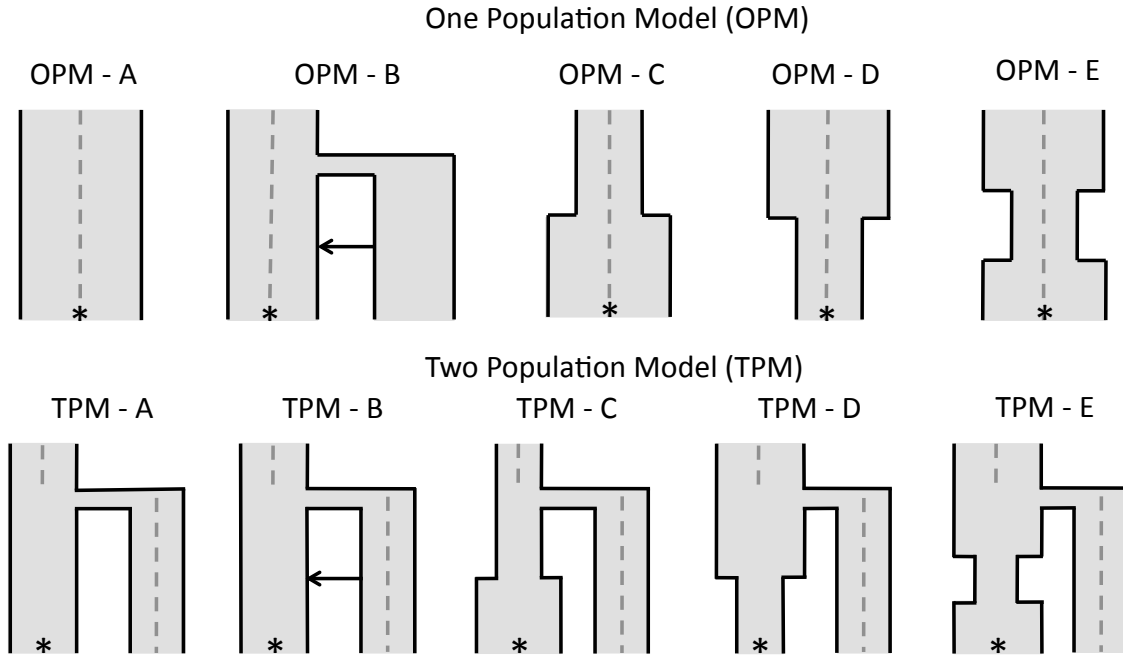 One Population Model (OPM)
OPM - A
OPM - B
OPM - C
OPM - D
OPM - E
*
*
*
*
*
Two Population Model (TPM)
TPM - A
TPM - B
TPM - C
TPM - D
TPM - E
*
*
*
*
*